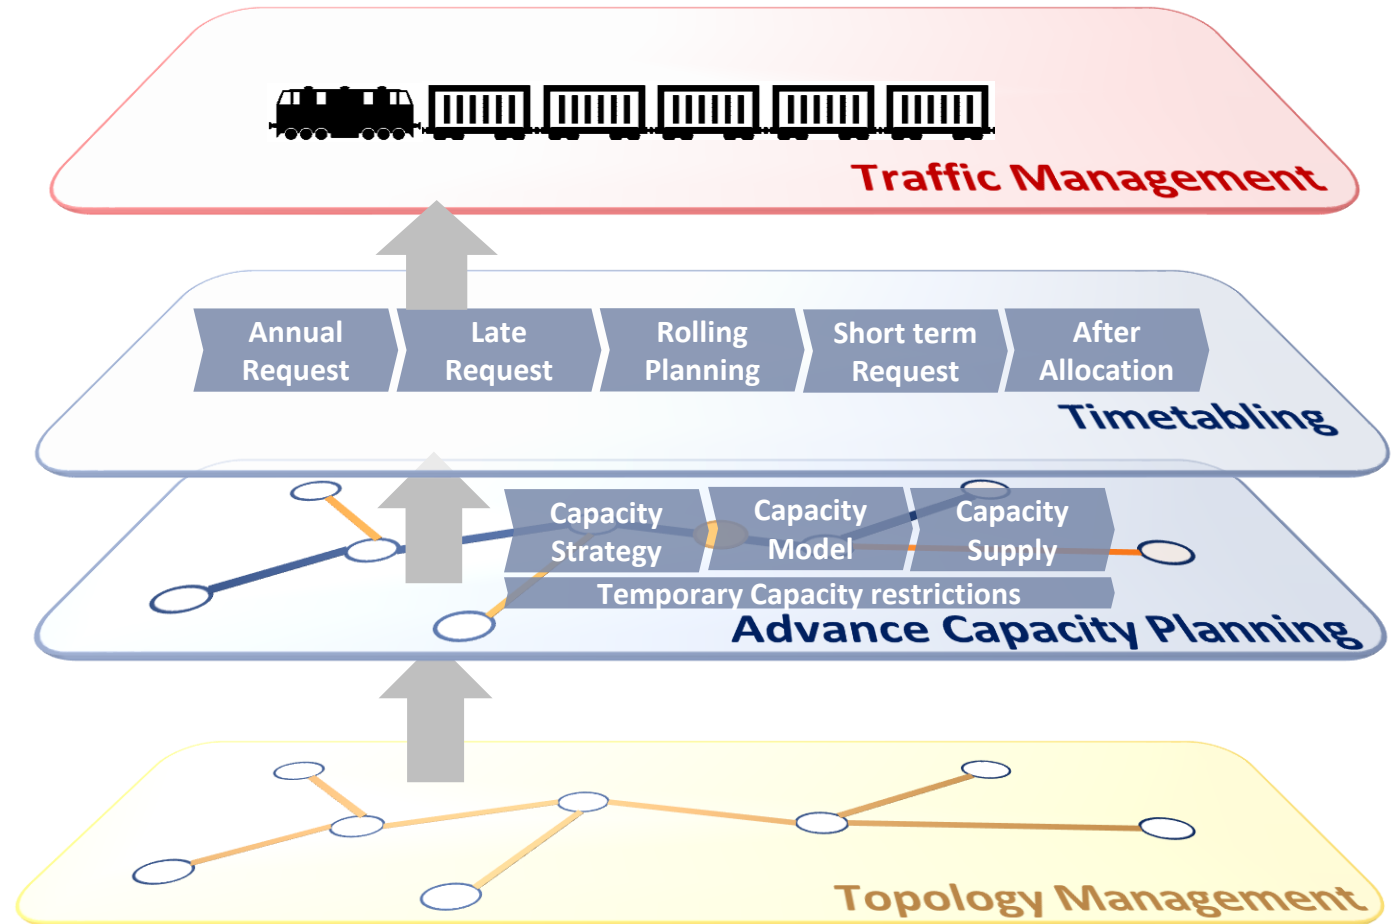 Traffic Management
Annual
Request
Late
Request
Rolling
Planning
Short term
Request
After
Allocation
Timetabling
Capacity
Strategy
Capacity
Model
Capacity
Supply
Temporary Capacity restrictions
Advance Capacity Planning
Topology Management